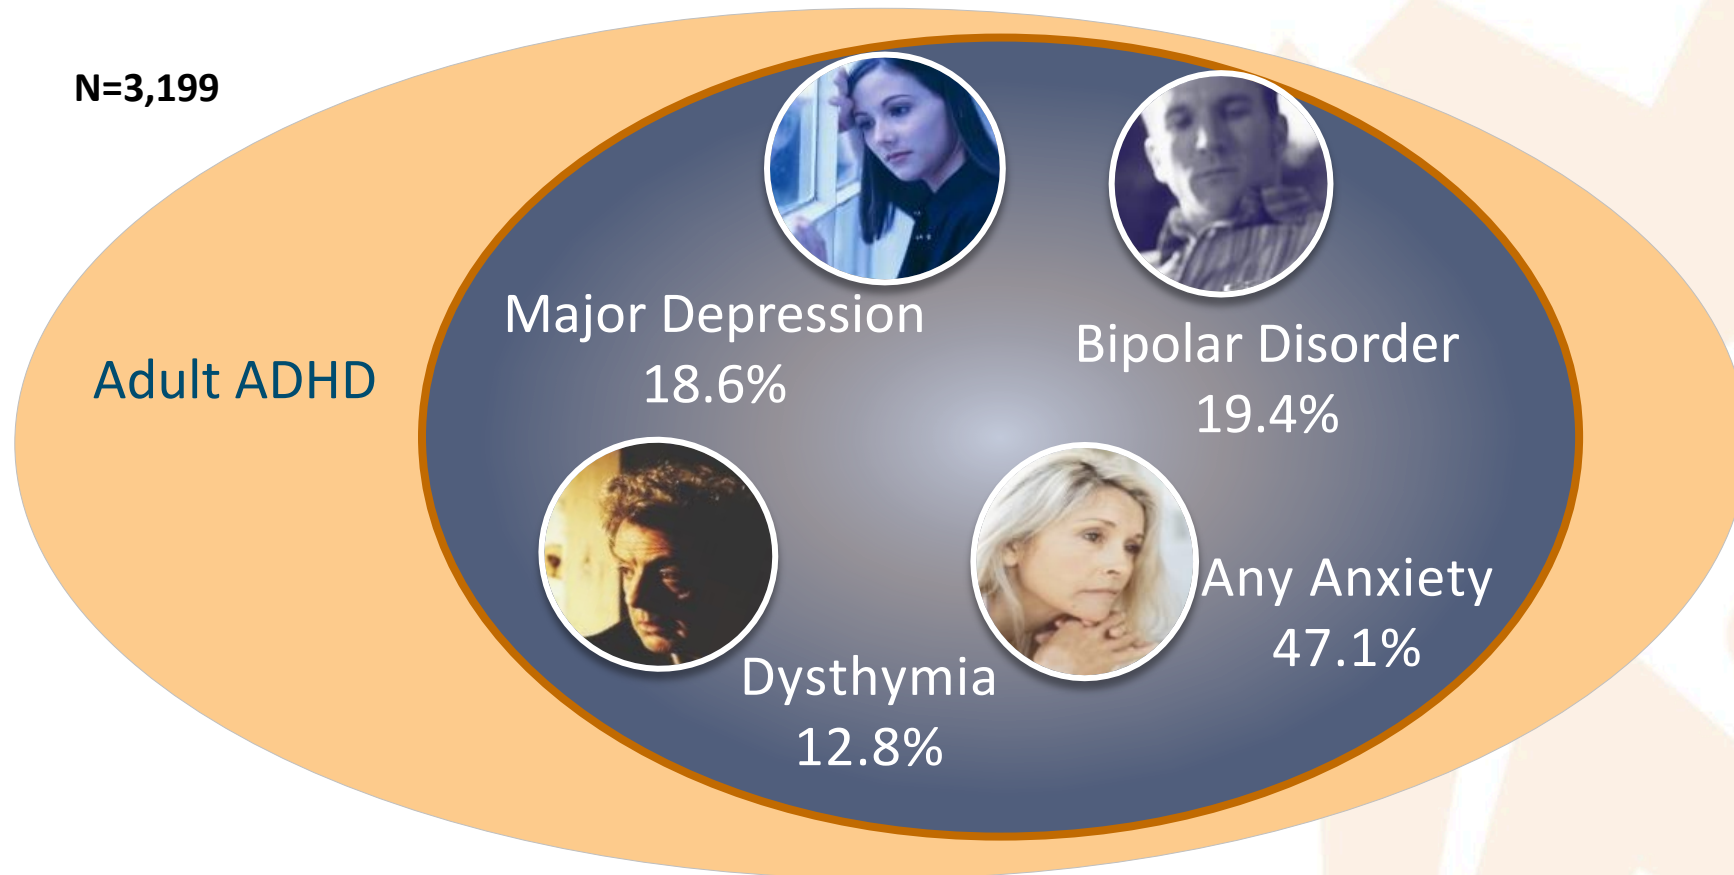 N=3,199
Adult ADHD
Major Depression
18.6%
Bipolar Disorder
19.4%
Dysthymia
12.8%
Any Anxiety
47.1%